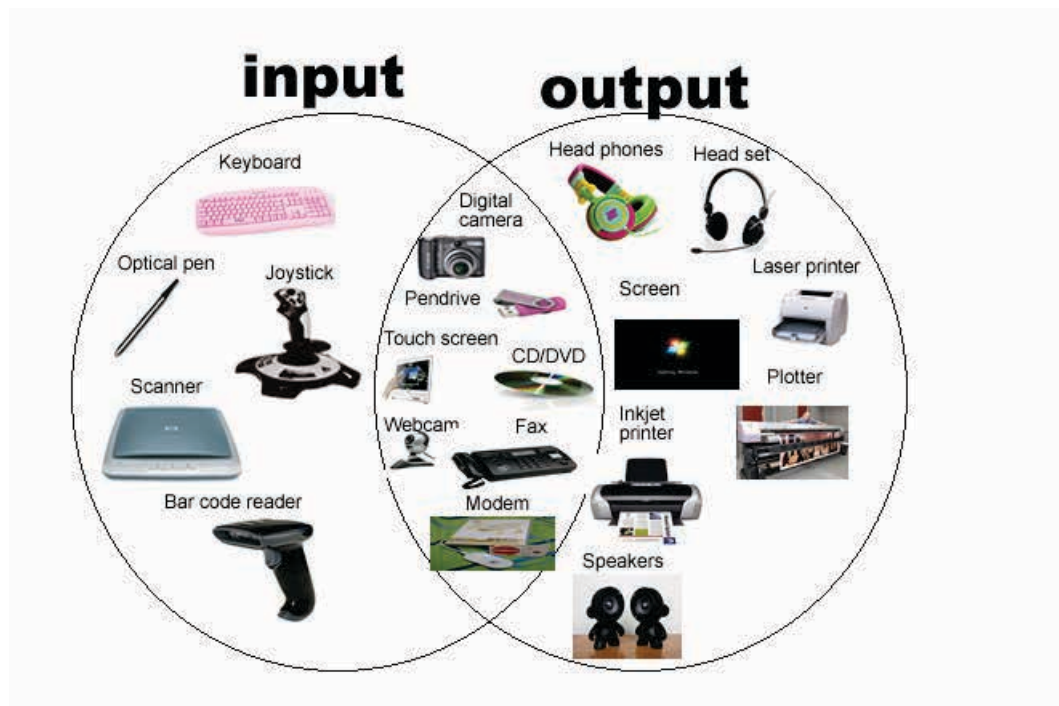 input
output
Keyboard
Head phones
Head set
Digital
camera
Optical pen
Joystick
Laser printer
Pendrive
Screen
Touch screen
CD/DVD
Scanner
Plotter
Webcam
Fax
Inkjet
printer
Bar code reader
Modem
Speakers